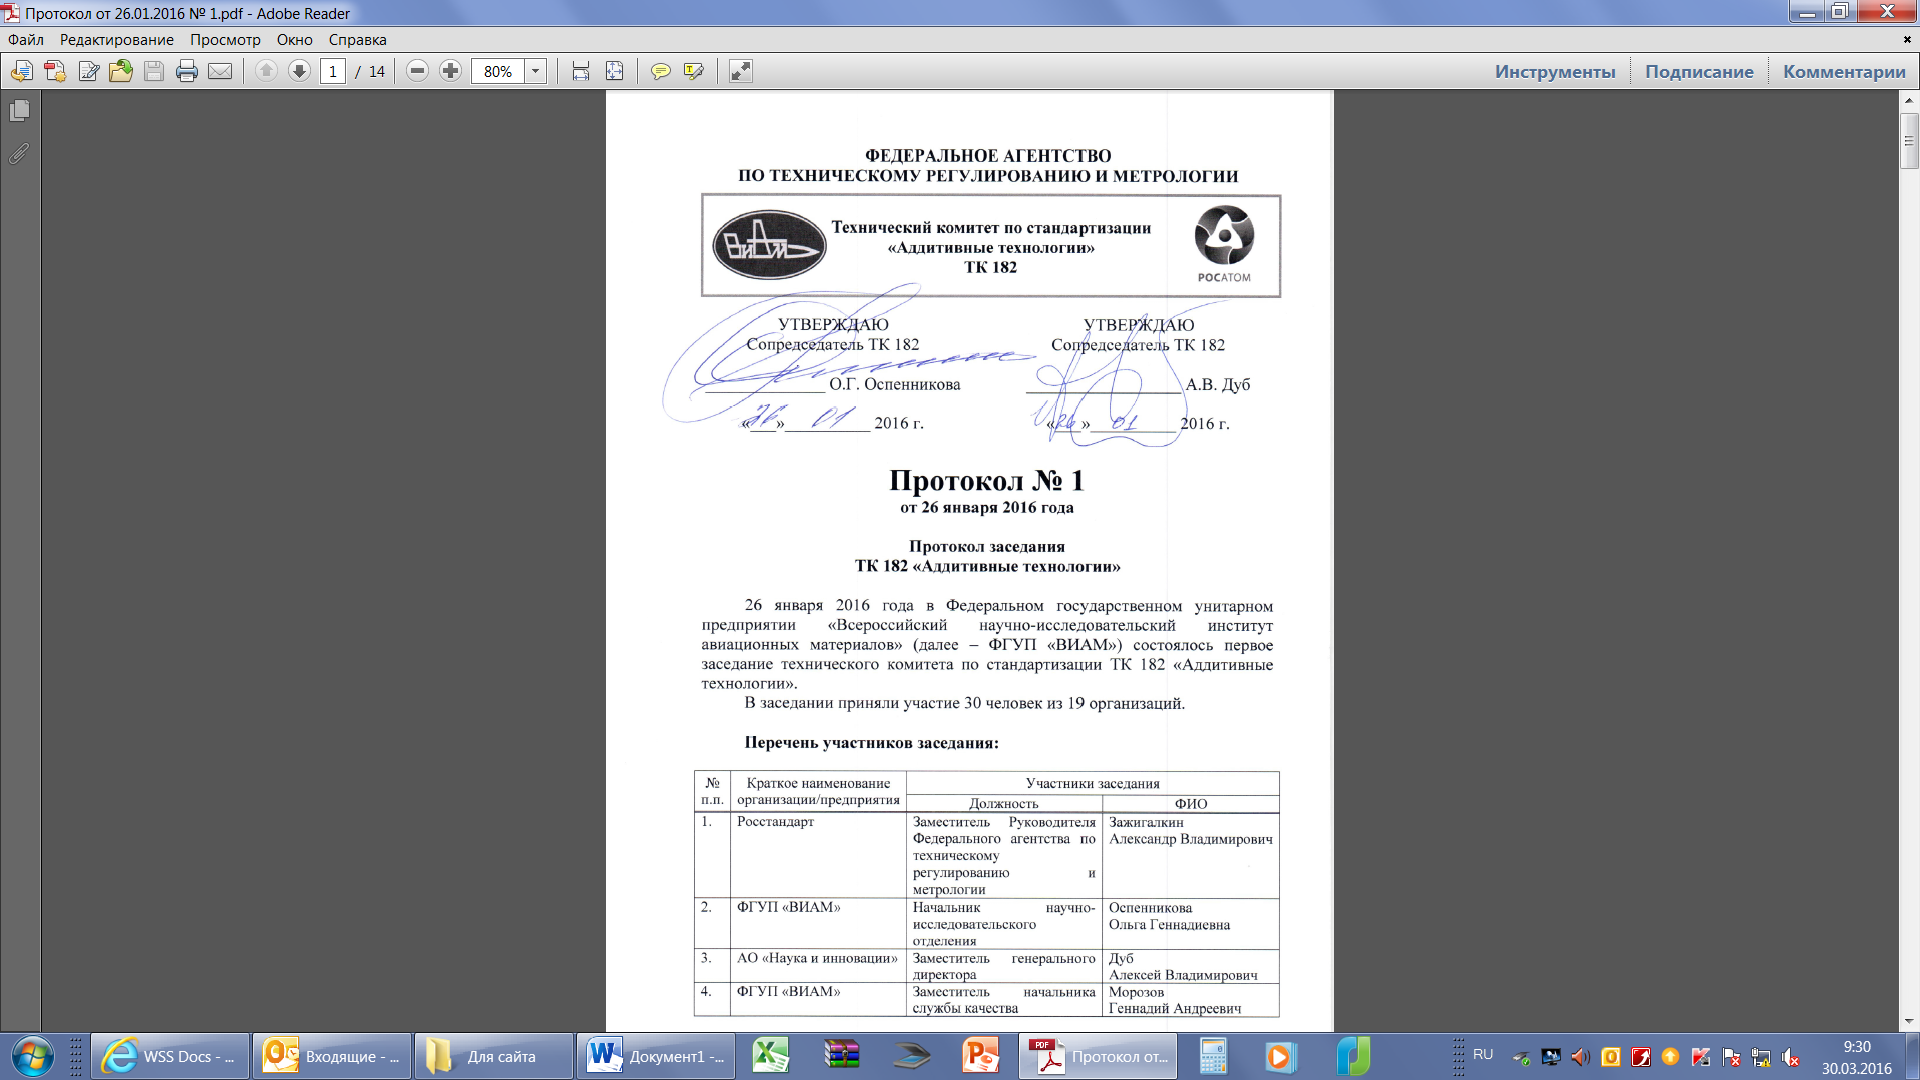 Протокол от 26.01.2016 № 1.pdf - Adobe Reader
Файл Редактирование Просмотр Окно Справка
1 / 14 80% Инструменты Подписание Комментарии
ФЕДЕРАЛЬНОЕ АГЕНТСТВО
ПО ТЕХНИЧЕСКОМУ РЕГУЛИРОВАНИЮ И МЕТРОЛОГИИ
ВИАМ
Технический комитет по стандартизации
«Аддитивные технологии»
ТК 182
РОСАТОМ
УТВЕРЖДАЮ
Сопредседатель ТК 182
О.Г. Оспенникова
«26» 01 2016 г.
УТВЕРЖДАЮ
Сопредседатель ТК 182
А.В. Дуб
«26» 01 2016 г.
Протокол № 1
от 26 января 2016 года
Протокол заседания
ТК 182 «Аддитивные технологии»
26 января 2016 года в Федеральном государственном унитарном
предприятии «Всероссийский научно-исследовательский институт
авиационных материалов» (далее – ФГУП «ВИАМ») состоялось первое
заседание технического комитета по стандартизации ТК 182 «Аддитивные
технологии».
В заседании приняли участие 30 человек из 19 организаций.
Перечень участников заседания:
№ п.п.
Краткое наименование
организации/предприятия
Участники заседания
Должность
ФИО
1. Росстандарт
Заместитель Руководителя
Федерального агентства по
техническому
регулированию и
метрологии
Зажигалкин
Александр Владимирович
2. ФГУП «ВИАМ»
Начальник научно-
исследовательского
отделения
Оспенникова
Ольга Геннадиевна
3. АО «Наука и инновации»
Заместитель генерального
директора
Дуб
Алексей Владимирович
4. ФГУП «ВИАМ»
Заместитель начальника
службы качества
Морозов
Геннадий Андреевич
WSS Docs - ...
Входящие - ...
Для сайта
Документ1 -...
PDF
Протокол от...
RU
9:30
30.03.2016